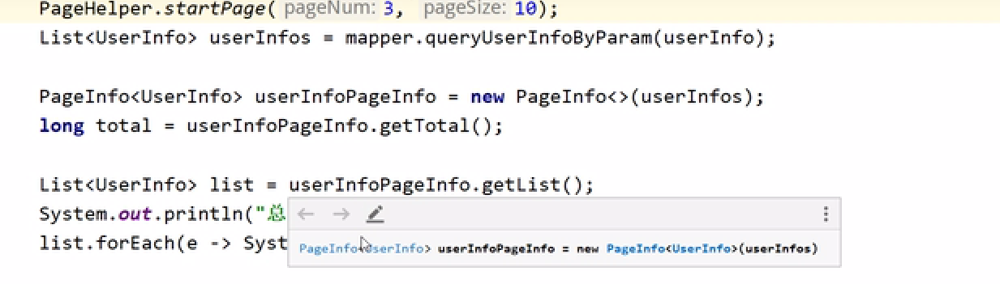 PageHelper.startPage( pageNum: 3, pageSize: 10);
List<UserInfo> userInfos = mapper.queryUserInfoByParam(userInfo);
PageInfo<UserInfo> userInfoPageInfo = new PageInfo<>(userInfos);
long total = userInfoPageInfo.getTotal();
List<UserInfo> list = userInfoPageInfo.getList();
System.out.println("总
list.forEach(e -> Syst
PageInfo<UserInfo> userInfoPageInfo = new PageInfo<UserInfo>(userInfos)